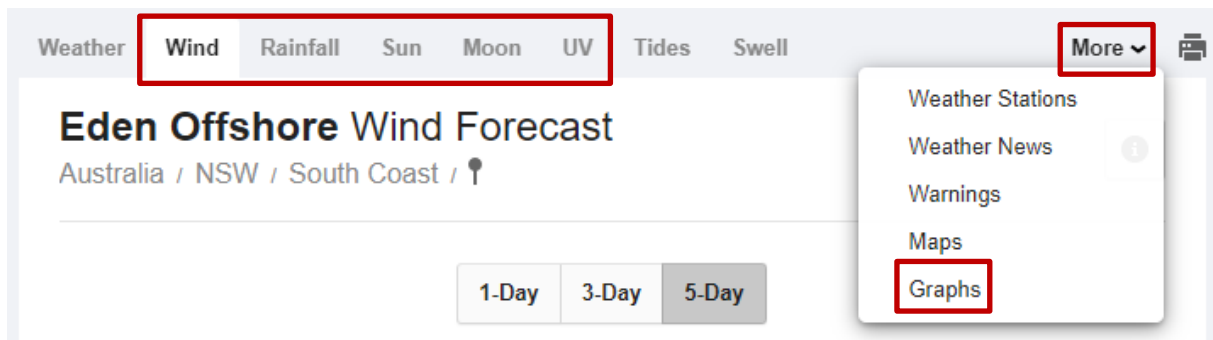 Weather Wind Rainfall Sun Moon UV Tides Swell More
Eden Offshore Wind Forecast
Australia / NSW / South Coast /
1-Day 3-Day 5-Day
Weather Stations
Weather News
Warnings
Maps
Graphs